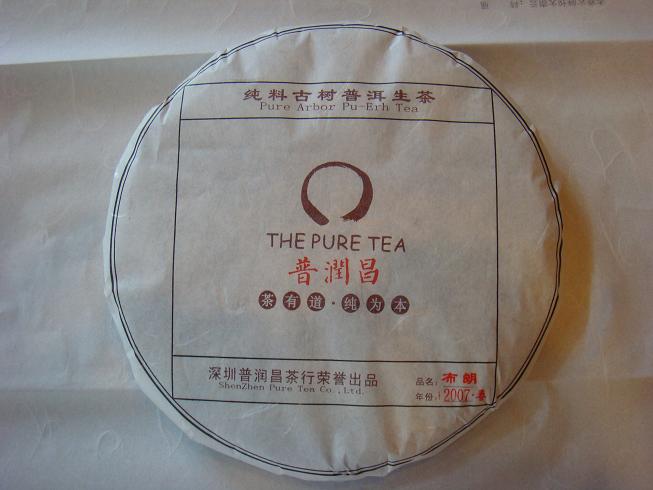 纯料古树普洱生茶
Pure Arbor Pu-Erh Tea
THE PURE TEA
普潤昌
茶有道·纯为本
深圳普润昌茶行荣誉出品
ShenZhen Pure Tea Co.,Ltd.
品名:布朗
年份:2007·春